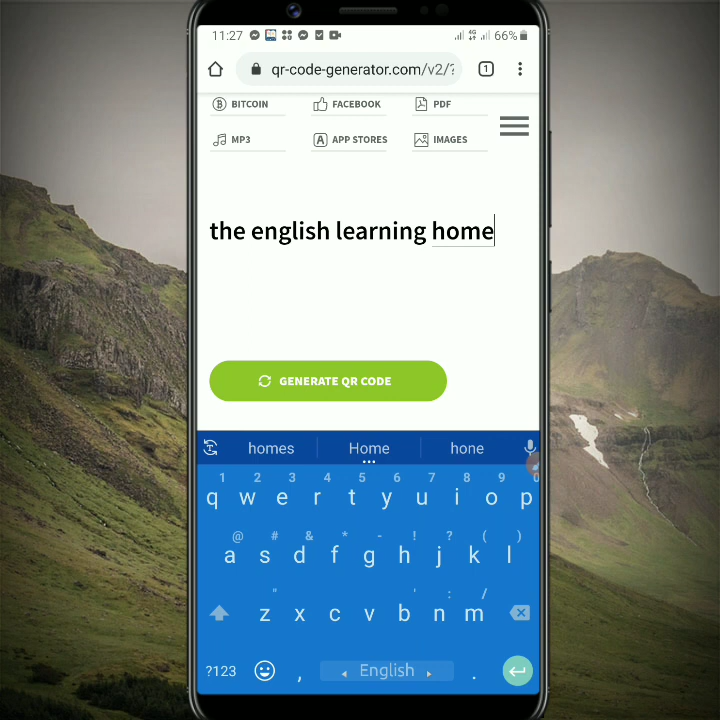 11:27 4G 66%
qr-code-generator.com/v2/? 1
BITCOIN FACEBOOK PDF
MP3 A APP STORES IMAGES
the english learning home
GENERATE QR CODE
homes Home hone
1 2 3 4 5 6 7 8 9 0
q w e r t y u i o p
@ # & * - ! ? ( )
a s d f g h j k l
" ' : /
z x c v b n m
?123 , English .